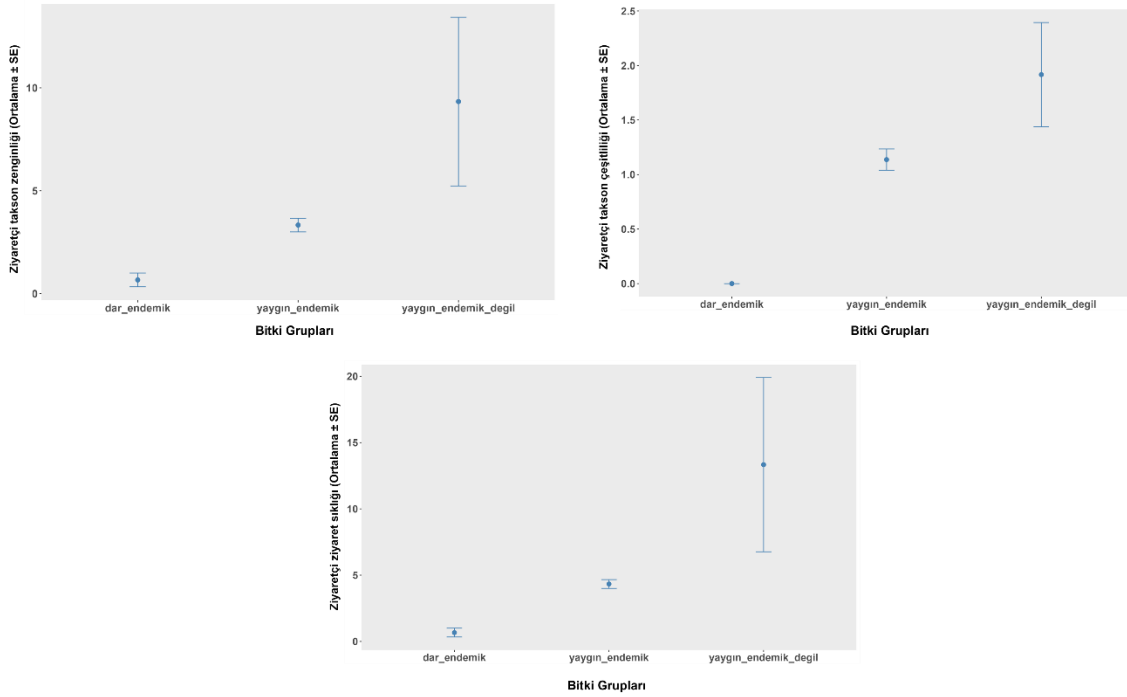 Ziyaretçi takson zenginliği (Ortalama ± SE)
10
5
0
dar_endemik yaygın_endemik yaygın_endemik_degil
Bitki Grupları
Ziyaretçi takson çeşitliliği (Ortalama ± SE)
2.5
2.0
1.5
1.0
0.5
0.0
dar_endemik yaygın_endemik yaygın_endemik_degil
Bitki Grupları
Ziyaretçi ziyaret sıklığı (Ortalama ± SE)
20
15
10
5
0
dar_endemik yaygın_endemik yaygın_endemik_degil
Bitki Grupları